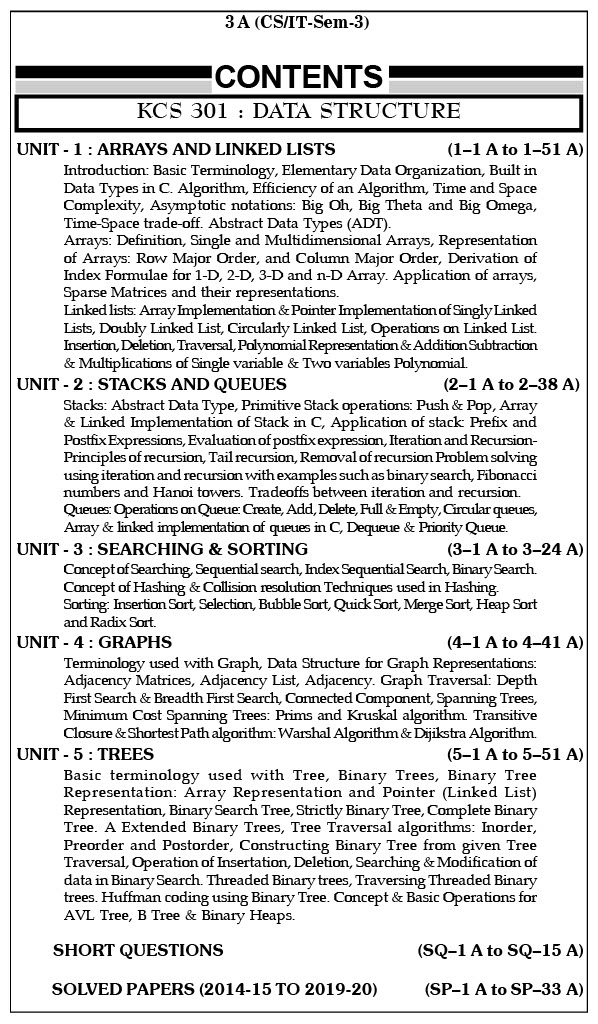 3 A (CS/IT-Sem-3)
CONTENTS
KCS 301 : DATA STRUCTURE
UNIT - 1 : ARRAYS AND LINKED LISTS (1–1 A to 1–51 A)
Introduction: Basic Terminology, Elementary Data Organization, Built in
Data Types in C. Algorithm, Efficiency of an Algorithm, Time and Space
Complexity, Asymptotic notations: Big Oh, Big Theta and Big Omega,
Time-Space trade-off. Abstract Data Types (ADT).
Arrays: Definition, Single and Multidimensional Arrays, Representation
of Arrays: Row Major Order, and Column Major Order, Derivation of
Index Formulae for 1-D, 2-D, 3-D and n-D Array. Application of arrays,
Sparse Matrices and their representations.
Linked lists: Array Implementation & Pointer Implementation of Singly Linked
Lists, Doubly Linked List, Circularly Linked List, Operations on Linked List.
Insertion, Deletion, Traversal, Polynomial Representation & Addition Subtraction
& Multiplications of Single variable & Two variables Polynomial.
UNIT - 2 : STACKS AND QUEUES (2–1 A to 2–38 A)
Stacks: Abstract Data Type, Primitive Stack operations: Push & Pop, Array
& Linked Implementation of Stack in C, Application of stack: Prefix and
Postfix Expressions, Evaluation of postfix expression, Iteration and Recursion-
Principles of recursion, Tail recursion, Removal of recursion Problem solving
using iteration and recursion with examples such as binary search, Fibonacci
numbers and Hanoi towers. Tradeoffs between iteration and recursion.
Queues: Operations on Queue: Create, Add, Delete, Full & Empty, Circular queues,
Array & linked implementation of queues in C, Dequeue & Priority Queue.
UNIT - 3 : SEARCHING & SORTING (3–1 A to 3–24 A)
Concept of Searching, Sequential search, Index Sequential Search, Binary Search.
Concept of Hashing & Collision resolution Techniques used in Hashing.
Sorting: Insertion Sort, Selection, Bubble Sort, Quick Sort, Merge Sort, Heap Sort
and Radix Sort.
UNIT - 4 : GRAPHS (4–1 A to 4–41 A)
Terminology used with Graph, Data Structure for Graph Representations:
Adjacency Matrices, Adjacency List, Adjacency. Graph Traversal: Depth
First Search & Breadth First Search, Connected Component, Spanning Trees,
Minimum Cost Spanning Trees: Prims and Kruskal algorithm. Transitive
Closure & Shortest Path algorithm: Warshal Algorithm & Dijikstra Algorithm.
UNIT - 5 : TREES (5–1 A to 5–51 A)
Basic terminology used with Tree, Binary Trees, Binary Tree
Representation: Array Representation and Pointer (Linked List)
Representation, Binary Search Tree, Strictly Binary Tree, Complete Binary
Tree. A Extended Binary Trees, Tree Traversal algorithms: Inorder,
Preorder and Postorder, Constructing Binary Tree from given Tree
Traversal, Operation of Insertation, Deletion, Searching & Modification of
data in Binary Search. Threaded Binary trees, Traversing Threaded Binary
trees. Huffman coding using Binary Tree. Concept & Basic Operations for
AVL Tree, B Tree & Binary Heaps.
SHORT QUESTIONS (SQ–1 A to SQ–15 A)
SOLVED PAPERS (2014-15 TO 2019-20) (SP–1 A to SP–33 A)